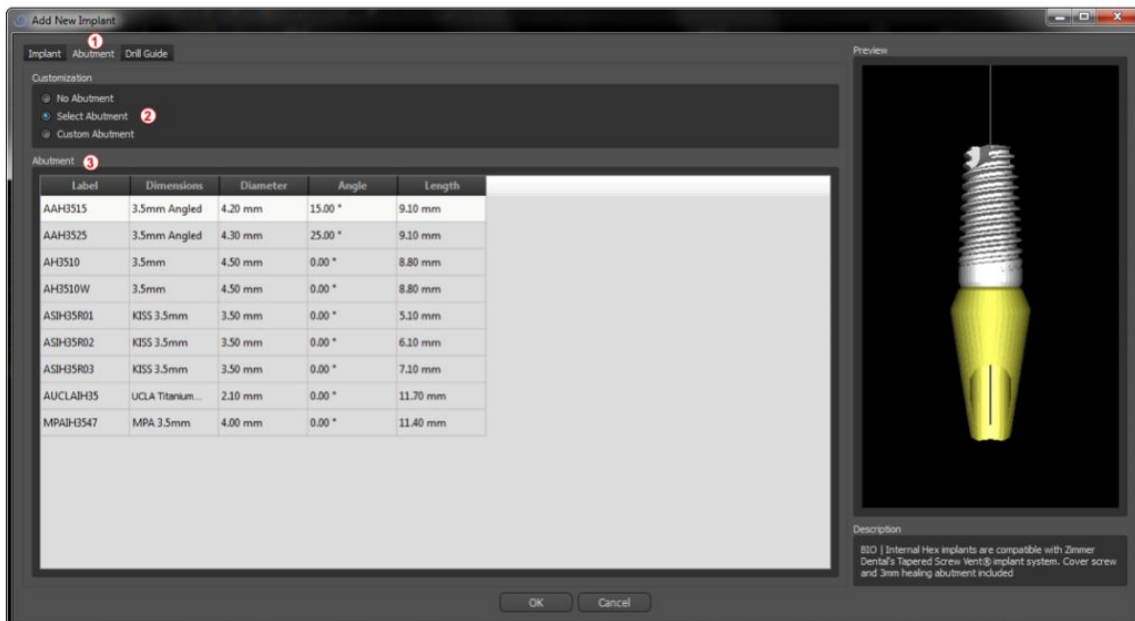 Add New Implant
1
Implant Abutment Drill Guide
Customization
No Abutment
Select Abutment 2
Custom Abutment
Abutment 3
Label Dimensions Diameter Angle Length
AAH3515 3.5mm Angled 4.20 mm 15.00 ° 9.10 mm
AAH3525 3.5mm Angled 4.30 mm 25.00 ° 9.10 mm
AH3510 3.5mm 4.50 mm 0.00 ° 8.80 mm
AH3510W 3.5mm 4.50 mm 0.00 ° 8.80 mm
ASIH35R01 KISS 3.5mm 3.50 mm 0.00 ° 5.10 mm
ASIH35R02 KISS 3.5mm 3.50 mm 0.00 ° 6.10 mm
ASIH35R03 KISS 3.5mm 3.50 mm 0.00 ° 7.10 mm
AUCLAIH35 UCLA Titanium... 2.10 mm 0.00 ° 11.70 mm
MPAIH3547 MPA 3.5mm 4.00 mm 0.00 ° 11.40 mm
Preview
Description
BIO | Internal Hex implants are compatible with Zimmer
Dental's Tapered Screw Vent® implant system. Cover screw
and 3mm healing abutment included
OK Cancel